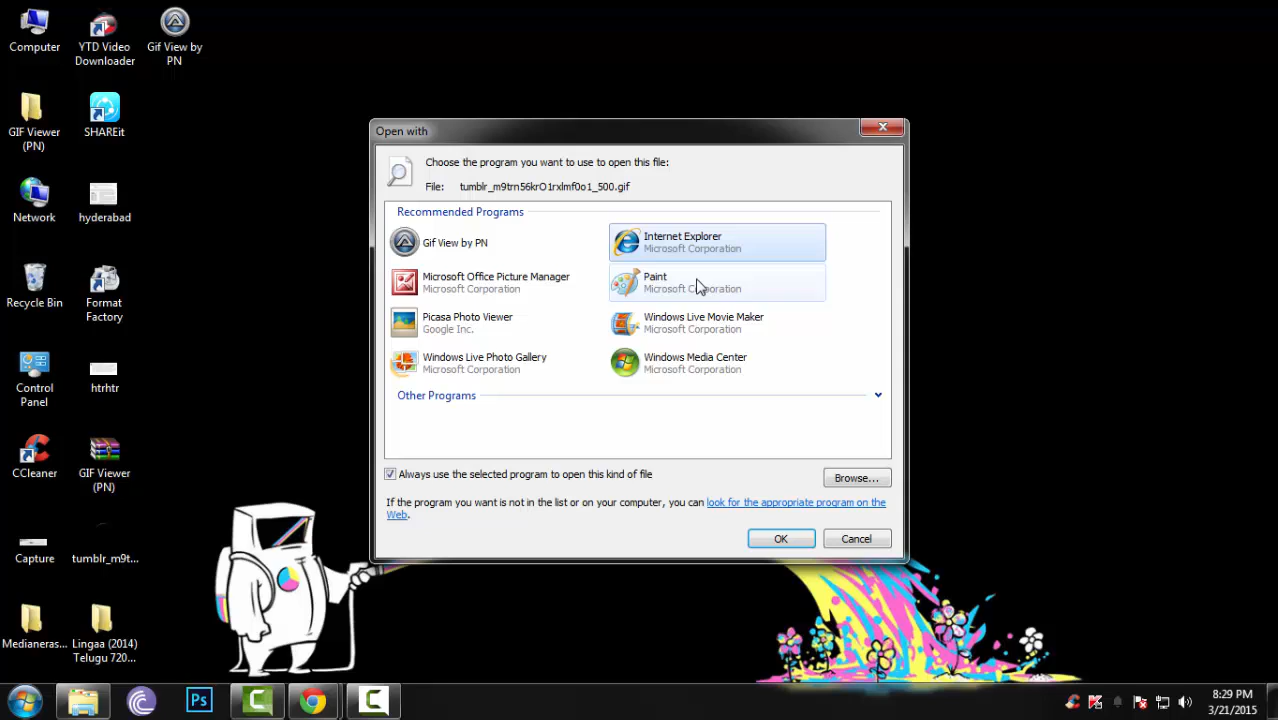 Computer
YTD Video
Downloader
Gif View by
PN
GIF Viewer
(PN)
SHAREit
Network
hyderabad
Recycle Bin
Format
Factory
Control
Panel
htrhtr
CCleaner
GIF Viewer
(PN)
Capture
tumblr_m9t...
Medianeras...
Lingaa (2014)
Telugu 720...
Open with
Choose the program you want to use to open this file:
File: tumblr_m9trn56krO1rxlmf0o1_500.gif
Recommended Programs
Gif View by PN
Internet Explorer
Microsoft Corporation
Microsoft Office Picture Manager
Microsoft Corporation
Paint
Microsoft Corporation
Picasa Photo Viewer
Google Inc.
Windows Live Movie Maker
Microsoft Corporation
Windows Live Photo Gallery
Microsoft Corporation
Windows Media Center
Microsoft Corporation
Other Programs
Always use the selected program to open this kind of file
Browse...
If the program you want is not in the list or on your computer, you can look for the appropriate program on the
Web.
OK
Cancel
Ps
8:29 PM
3/21/2015